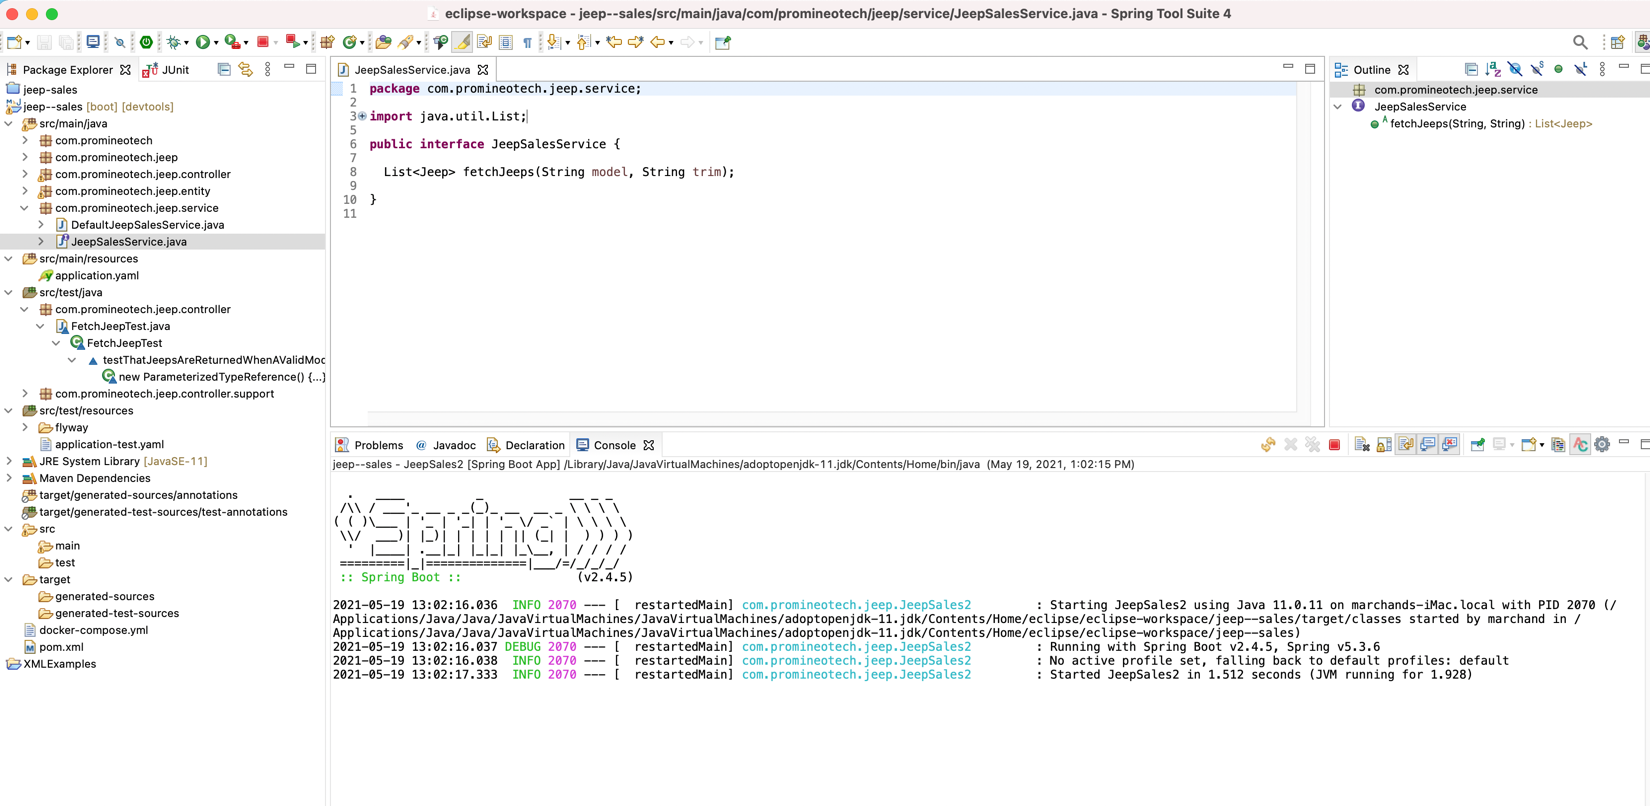 eclipse-workspace - jeep--sales/src/main/java/com/promineotech/jeep/service/JeepSalesService.java - Spring Tool Suite 4
Package Explorer
JUnit
jeep-sales
jeep--sales [boot] [devtools]
src/main/java
com.promineotech
com.promineotech.jeep
com.promineotech.jeep.controller
com.promineotech.jeep.entity
com.promineotech.jeep.service
DefaultJeepSalesService.java
JeepSalesService.java
src/main/resources
application.yaml
src/test/java
com.promineotech.jeep.controller
FetchJeepTest.java
FetchJeepTest
testThatJeepsAreReturnedWhenAValidMod
new ParameterizedTypeReference() {...}
com.promineotech.jeep.controller.support
src/test/resources
flyway
application-test.yaml
JRE System Library [JavaSE-11]
Maven Dependencies
target/generated-sources/annotations
target/generated-test-sources/test-annotations
src
main
test
target
generated-sources
generated-test-sources
docker-compose.yml
pom.xml
XMLExamples
JeepSalesService.java
1 package com.promineotech.jeep.service;
2
3 import java.util.List;
5
6 public interface JeepSalesService {
7
8 List<Jeep> fetchJeeps(String model, String trim);
9
10 }
11
Outline
com.promineotech.jeep.service
JeepSalesService
fetchJeeps(String, String) : List<Jeep>
Problems
Javadoc
Declaration
Console
jeep--sales - JeepSales2 [Spring Boot App] /Library/Java/JavaVirtualMachines/adoptopenjdk-11.jdk/Contents/Home/bin/java (May 19, 2021, 1:02:15 PM)
:: Spring Boot :: (v2.4.5)
2021-05-19 13:02:16.036 INFO 2070 --- [ restartedMain] com.promineotech.jeep.JeepSales2 : Starting JeepSales2 using Java 11.0.11 on marchands-iMac.local with PID 2070 (/
Applications/Java/Java/JavaVirtualMachines/JavaVirtualMachines/adoptopenjdk-11.jdk/Contents/Home/eclipse/eclipse-workspace/jeep--sales/target/classes started by marchand in /
Applications/Java/Java/JavaVirtualMachines/JavaVirtualMachines/adoptopenjdk-11.jdk/Contents/Home/eclipse/eclipse-workspace/jeep--sales)
2021-05-19 13:02:16.037 DEBUG 2070 --- [ restartedMain] com.promineotech.jeep.JeepSales2 : Running with Spring Boot v2.4.5, Spring v5.3.6
2021-05-19 13:02:16.038 INFO 2070 --- [ restartedMain] com.promineotech.jeep.JeepSales2 : No active profile set, falling back to default profiles: default
2021-05-19 13:02:17.333 INFO 2070 --- [ restartedMain] com.promineotech.jeep.JeepSales2 : Started JeepSales2 in 1.512 seconds (JVM running for 1.928)